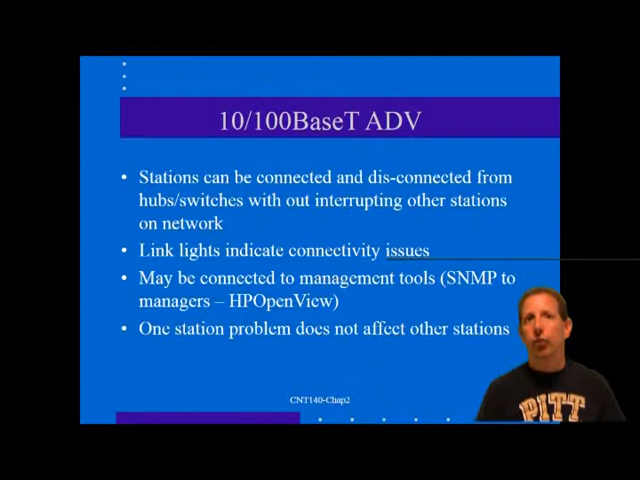 10/100BaseT ADV
• Stations can be connected and dis-connected from
hubs/switches with out interrupting other stations
on network
• Link lights indicate connectivity issues
• May be connected to management tools (SNMP to
managers – HPOpenView)
• One station problem does not affect other stations
CNT140-Chap2
PITT